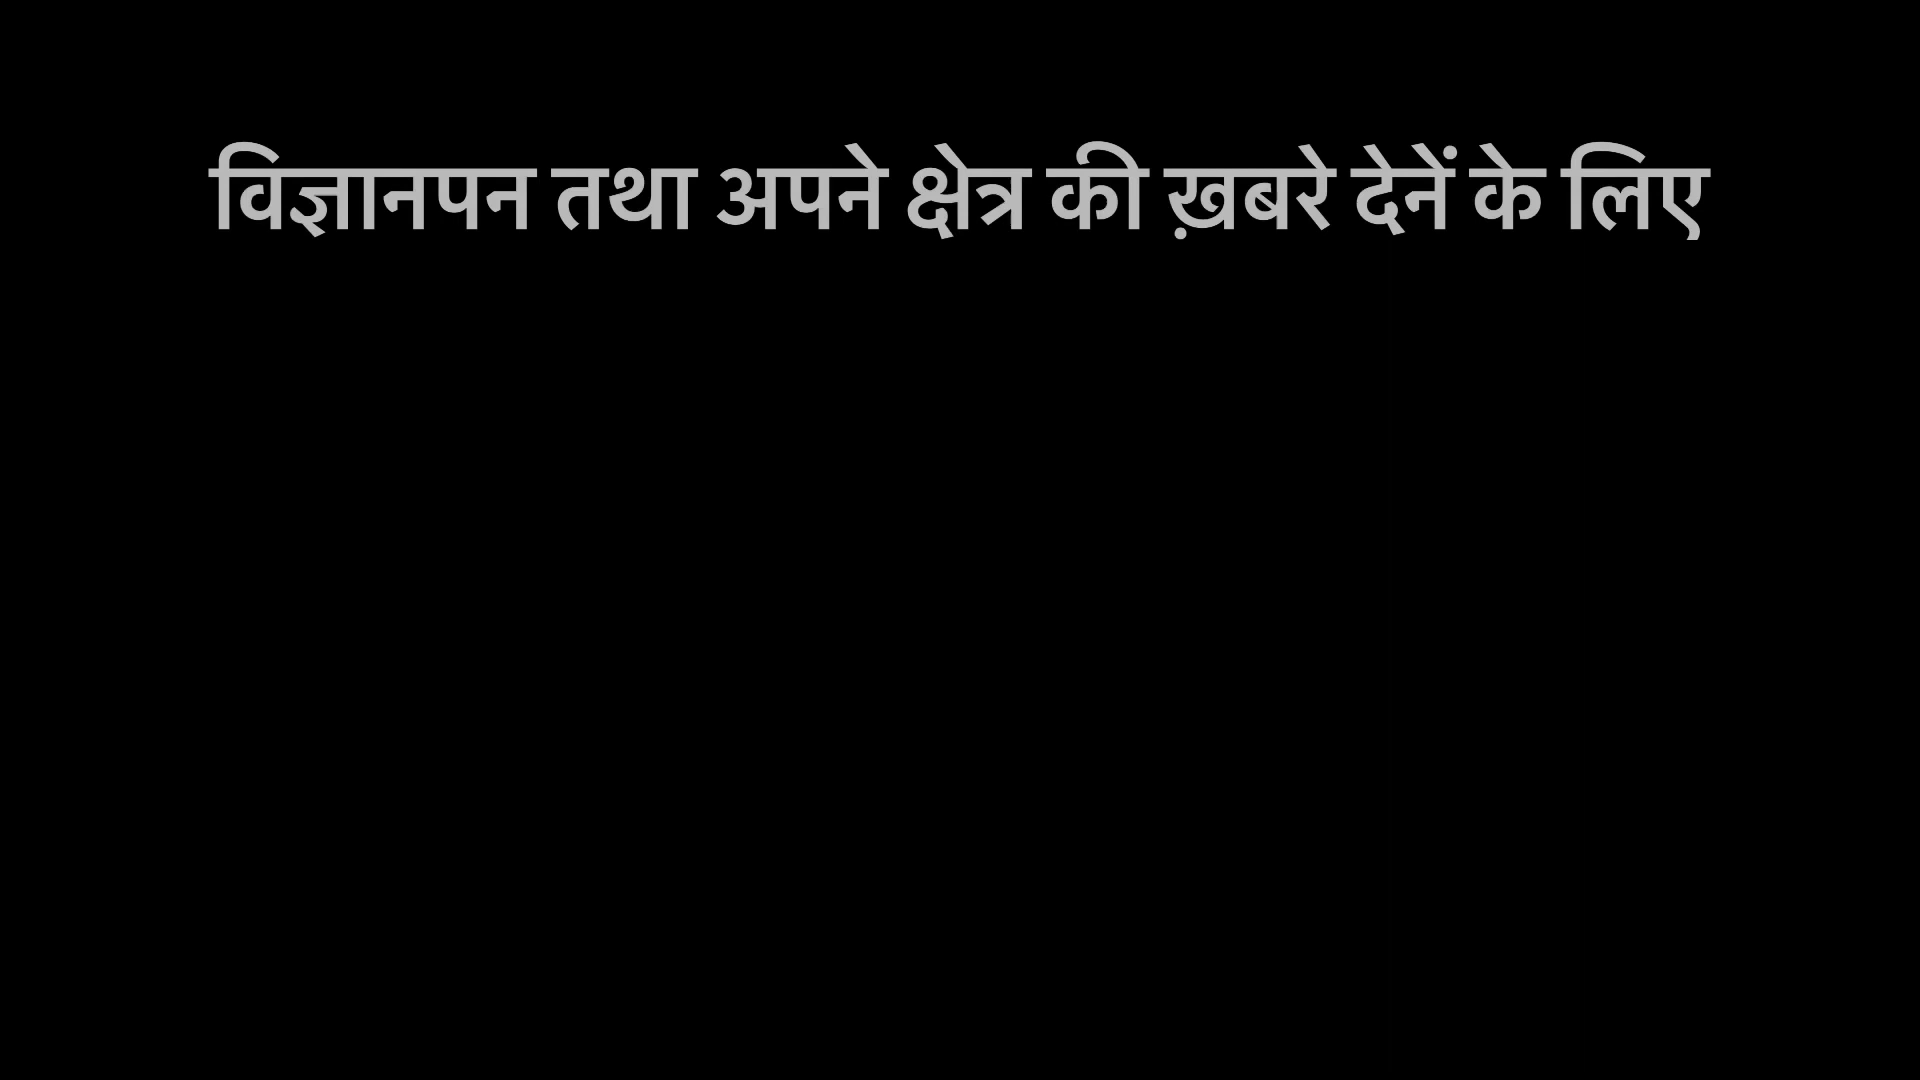 विज्ञानपन तथा अपने क्षेत्र की ख़बरे देनें के लिए